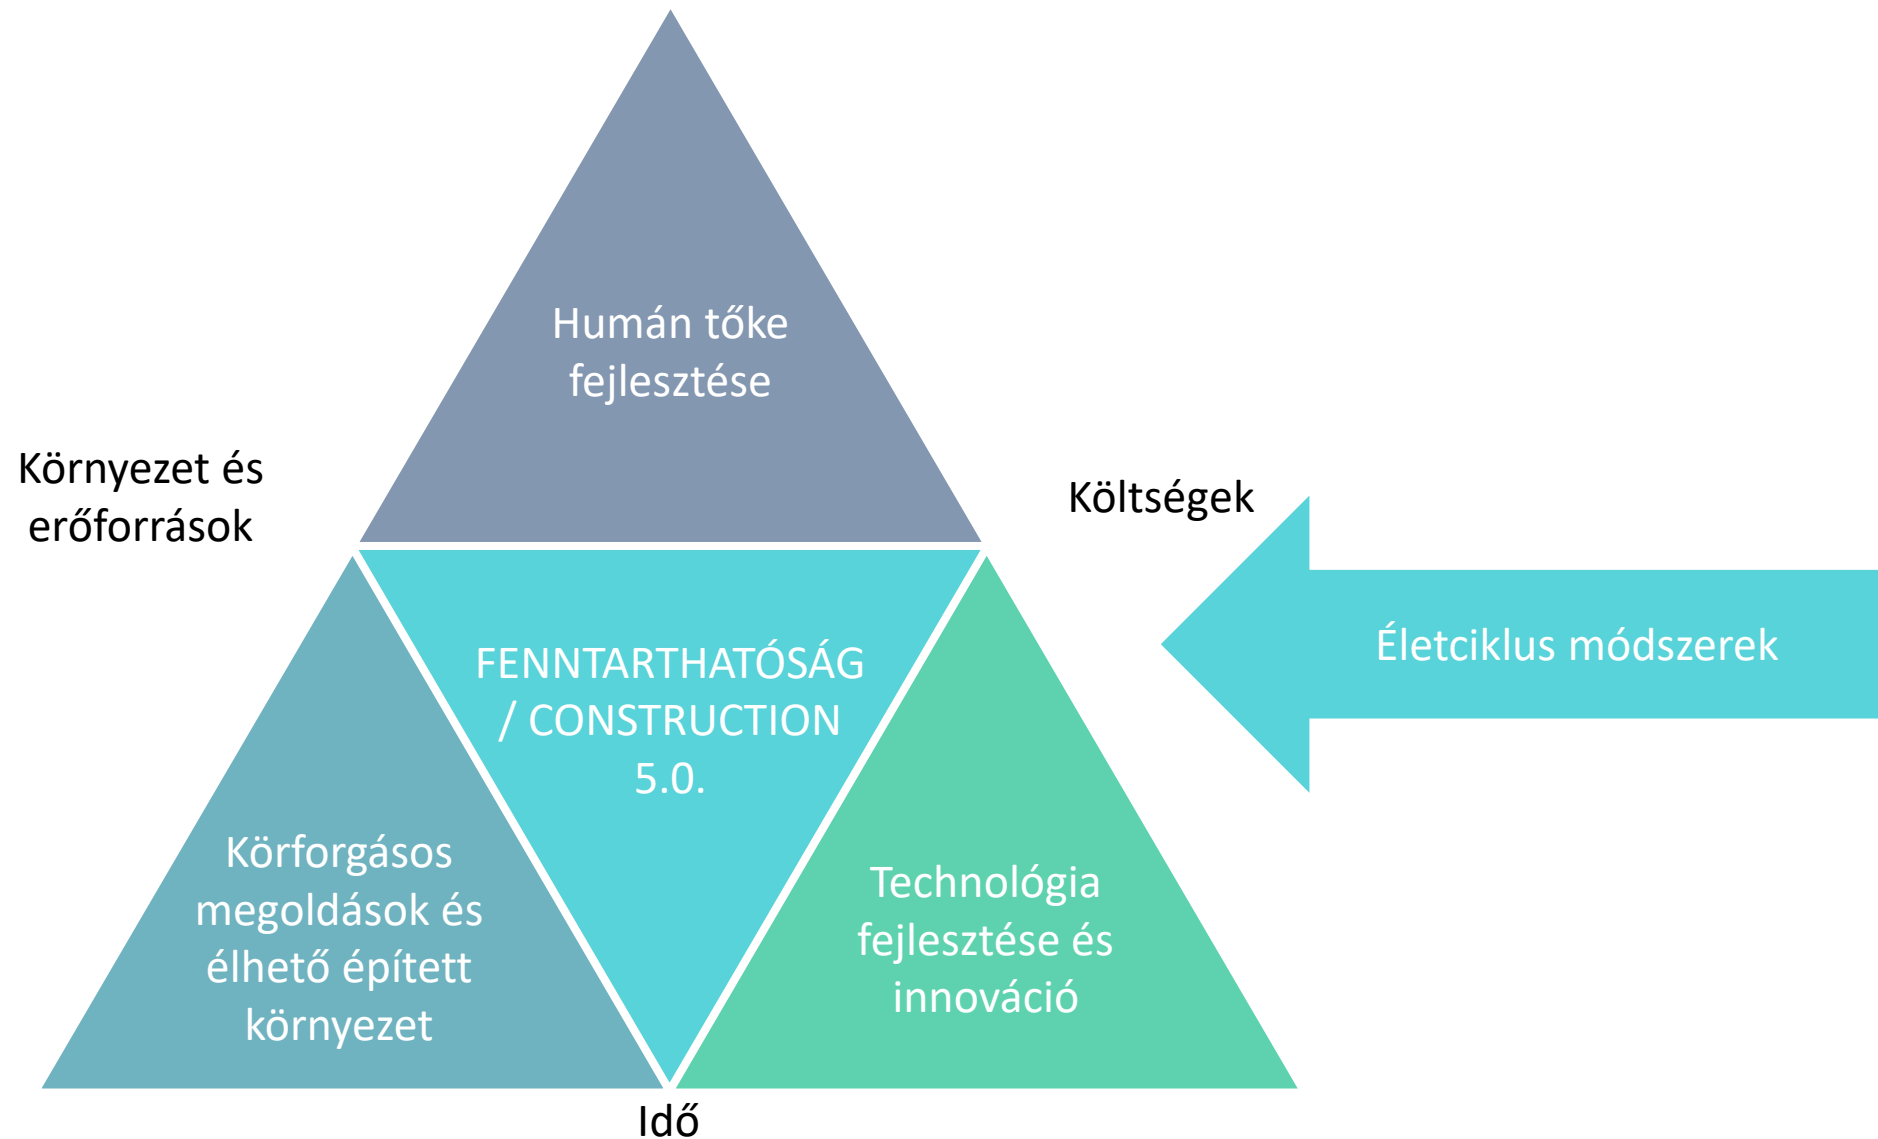 Humán tőke
fejlesztése
Környezet és
erőforrások
Költségek
Életciklus módszerek
FENNTARTHATÓSÁG
/ CONSTRUCTION
5.0.
Körforgásos
megoldások és
élhető épített
környezet
Technológia
fejlesztése és
innováció
Idő